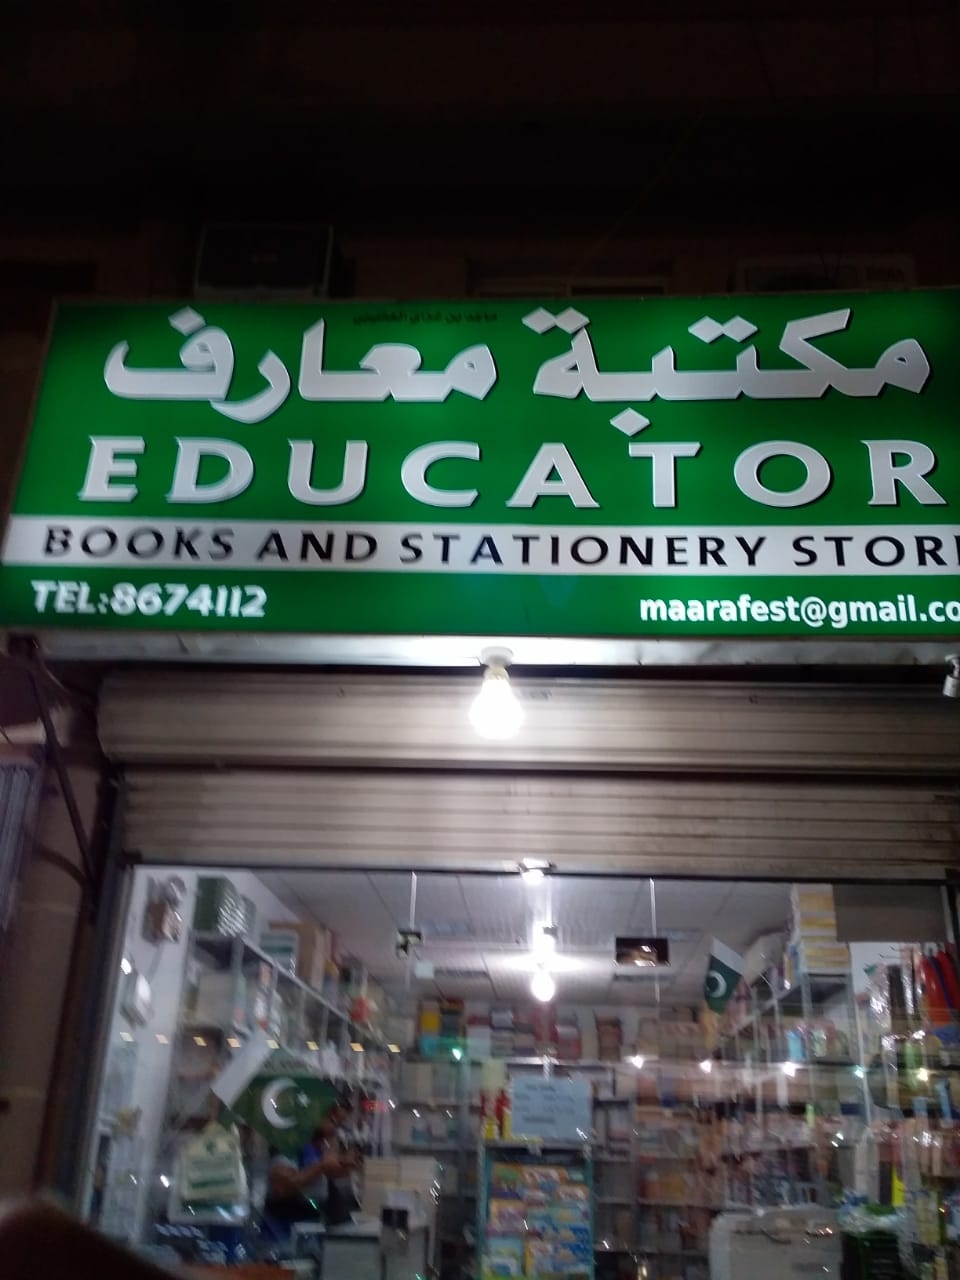 مكتبة معارف
EDUCATOR
BOOKS AND STATIONERY STOR
TEL:8674112
maarafest@gmail.co